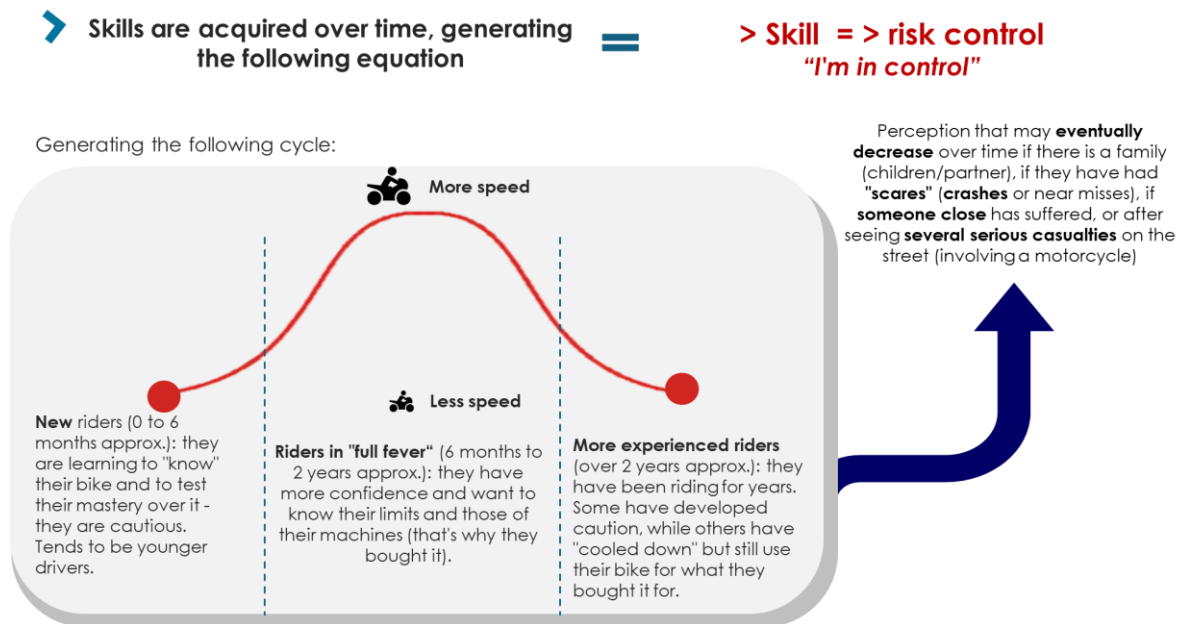 Skills are acquired over time, generating
the following equation
=
> Skill = > risk control
“I'm in control”
Generating the following cycle:
More speed
Less speed
New riders (0 to 6
months approx.): they
are learning to "know"
their bike and to test
their mastery over it -
they are cautious.
Tends to be younger
drivers.
Riders in "full fever“ (6 months to
2 years approx.): they have
more confidence and want to
know their limits and those of
their machines (that's why they
bought it).
More experienced riders
(over 2 years approx.): they
have been riding for years.
Some have developed
caution, while others have
"cooled down" but still use
their bike for what they
bought it for.
Perception that may eventually
decrease over time if there is a family
(children/partner), if they have had
"scares" (crashes or near misses), if
someone close has suffered, or after
seeing several serious casualties on the
street (involving a motorcycle)